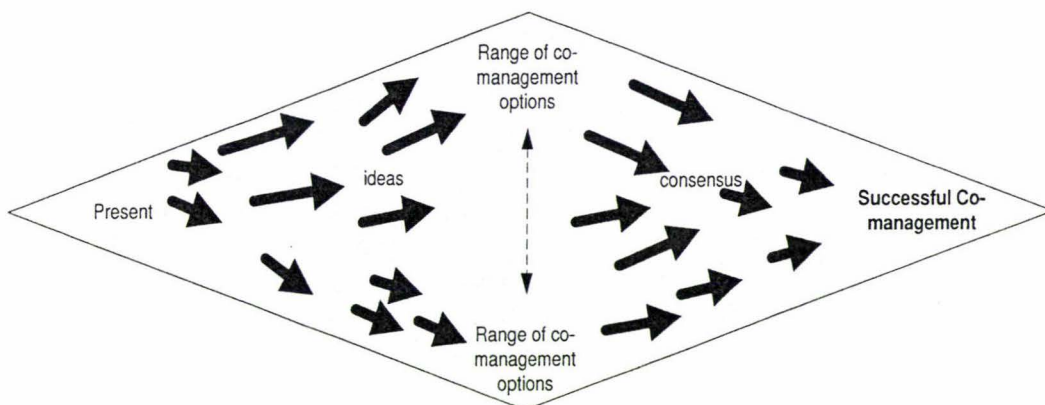 Range of co-
management
options
ideas
consensus
Present
Successful Co-
management
Range of co-
management
options